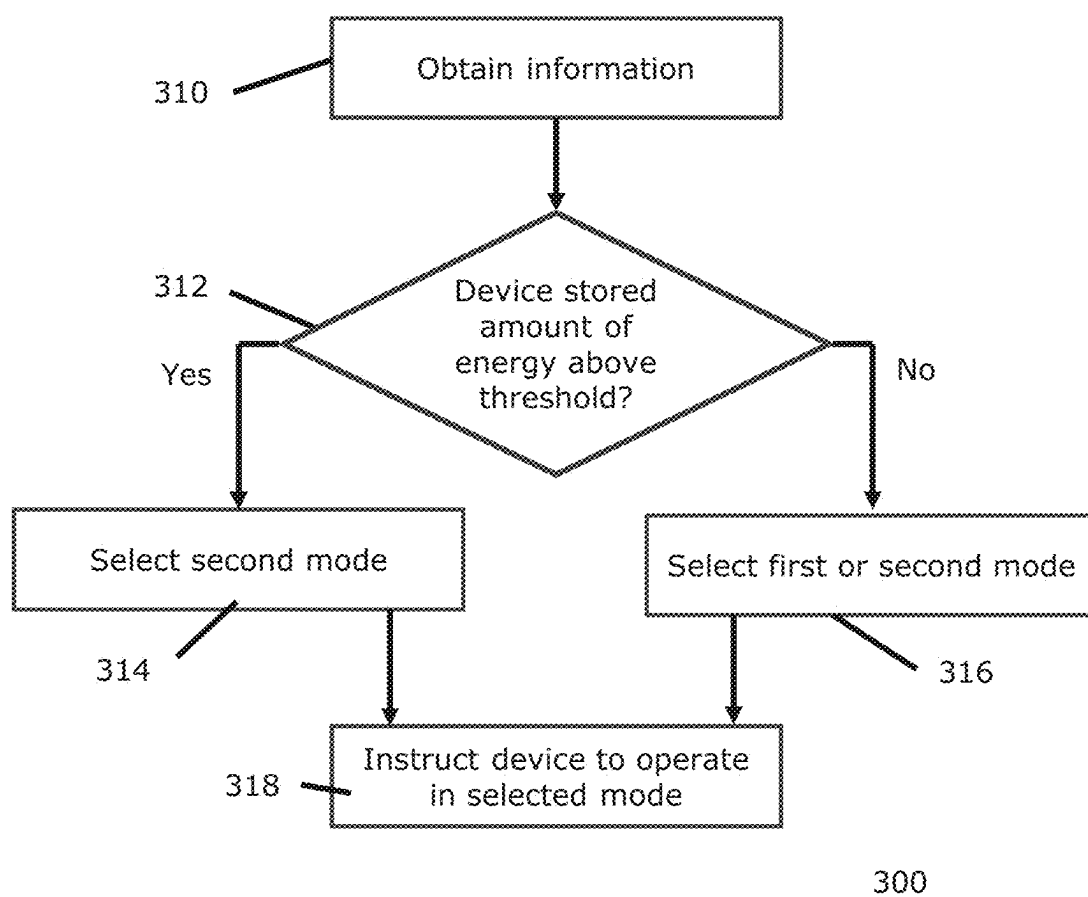 Obtain information
310
312
Device stored
amount of
energy above
threshold?
Yes
No
Select second mode
Select first or second mode
314
316
Instruct device to operate
in selected mode
318
300